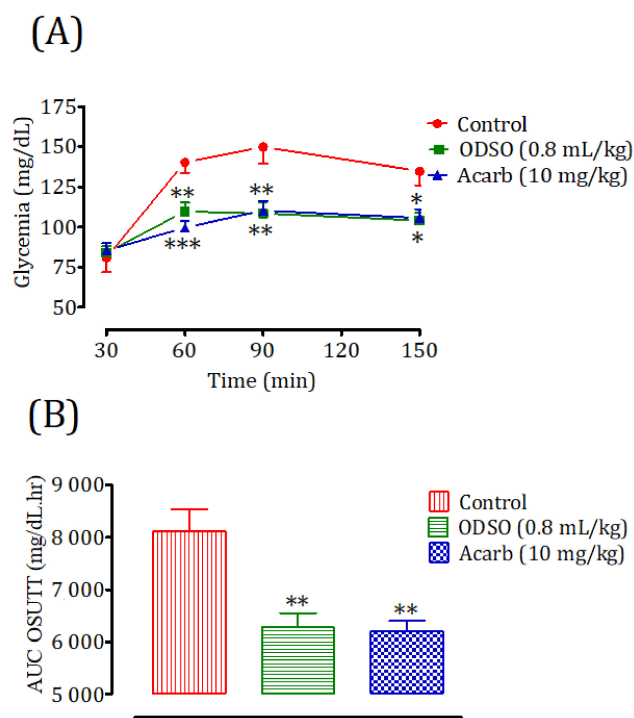 (A)
Glycemia (mg/dL)
175
150
125
100
75
50
** ** *
*** ** *
30 60 90 120 150
Time (min)
Control
ODSO (0.8 mL/kg)
Acarb (10 mg/kg)
(B)
AUC OSUTT (mg/dL.hr)
9 000
8 000
7 000
6 000
5 000
** **
Control
ODSO (0.8 mL/kg)
Acarb (10 mg/kg)